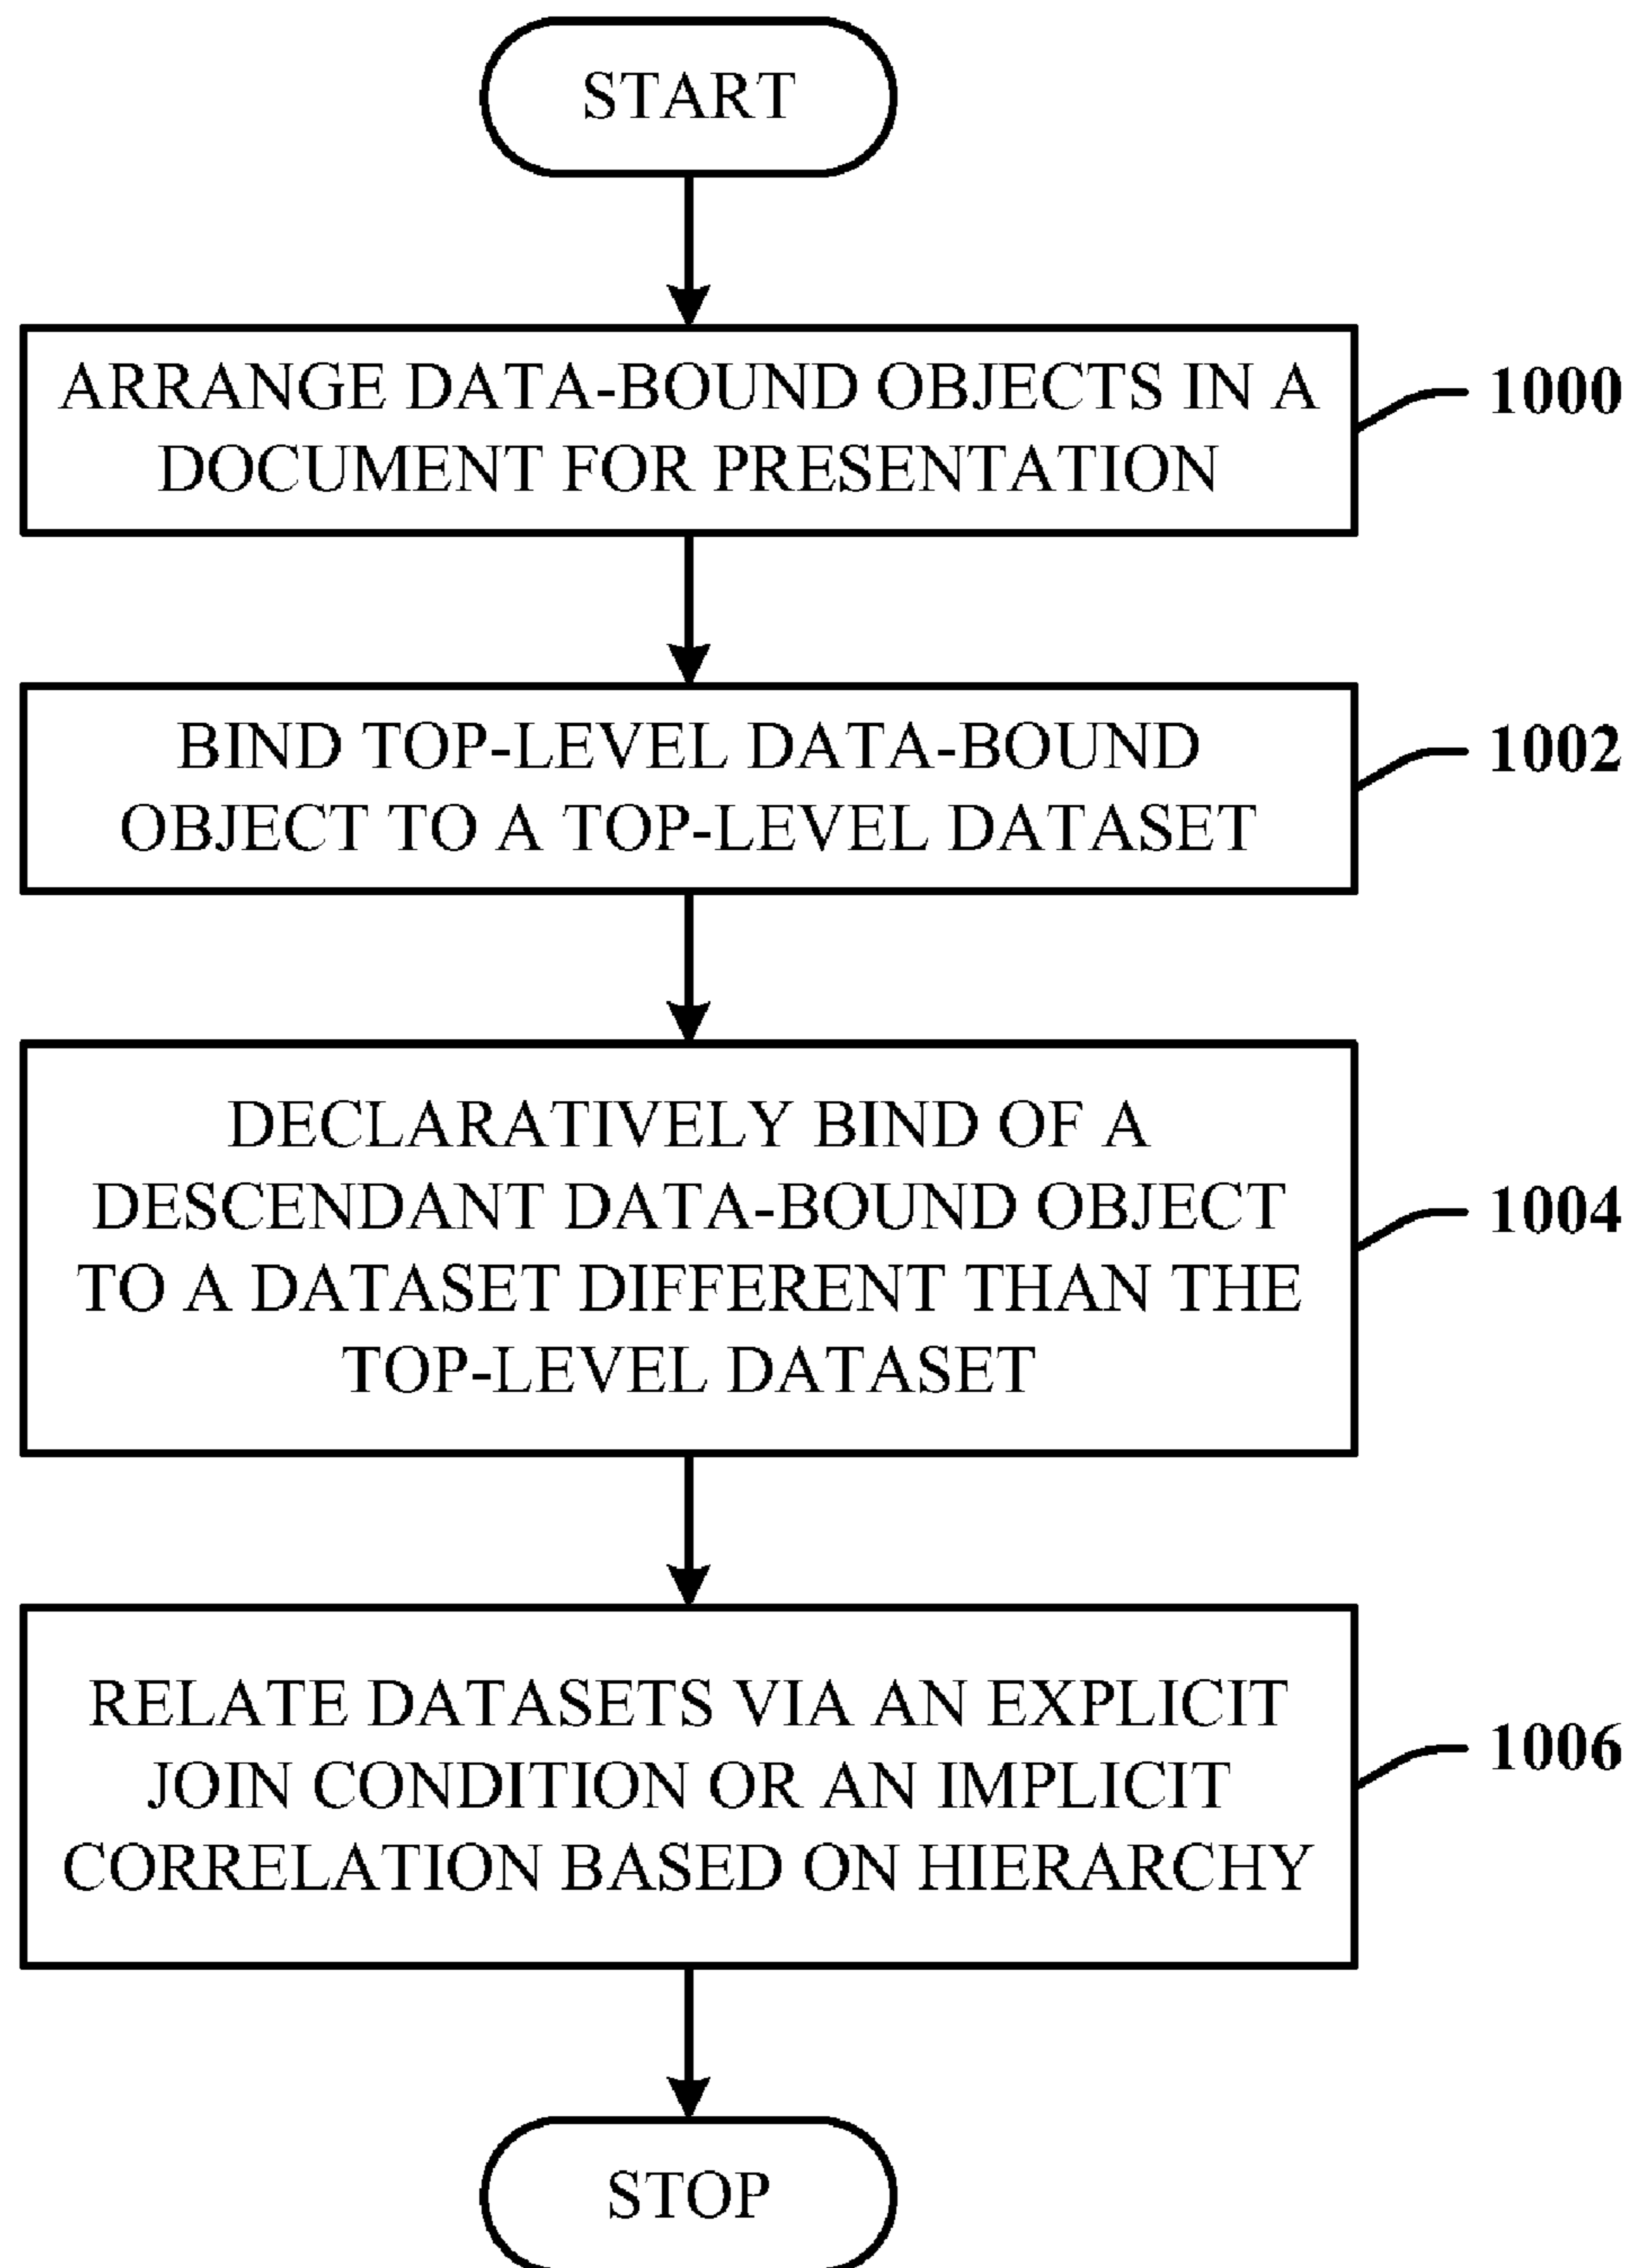 START
ARRANGE DATA-BOUND OBJECTS IN A
DOCUMENT FOR PRESENTATION
1000
BIND TOP-LEVEL DATA-BOUND
OBJECT TO A TOP-LEVEL DATASET
1002
DECLARATIVELY BIND OF A
DESCENDANT DATA-BOUND OBJECT
TO A DATASET DIFFERENT THAN THE
TOP-LEVEL DATASET
1004
RELATE DATASETS VIA AN EXPLICIT
JOIN CONDITION OR AN IMPLICIT
CORRELATION BASED ON HIERARCHY
1006
STOP